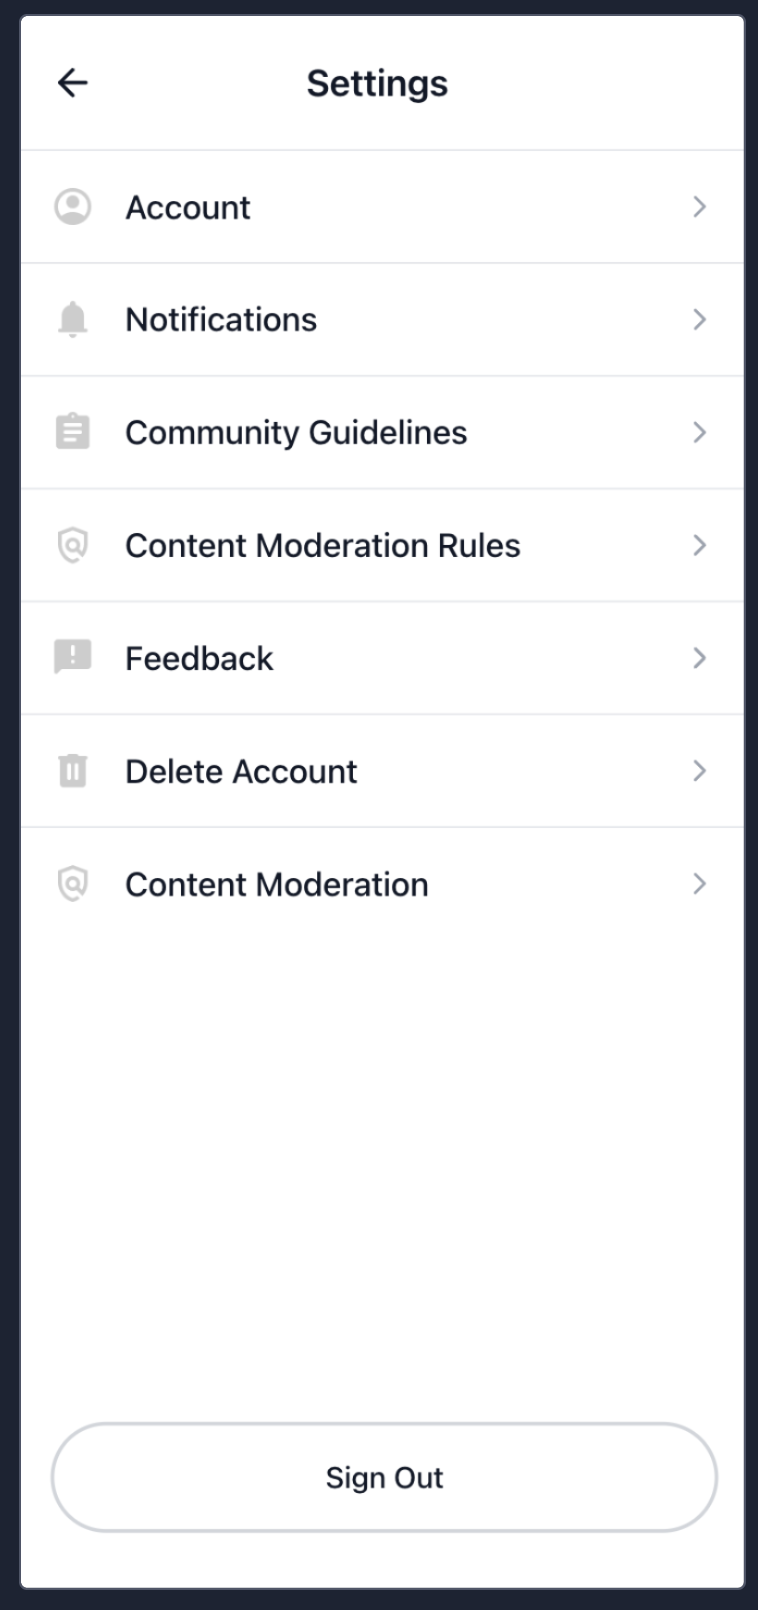 Settings
Account
Notifications
Community Guidelines
Content Moderation Rules
Feedback
Delete Account
Content Moderation
Sign Out